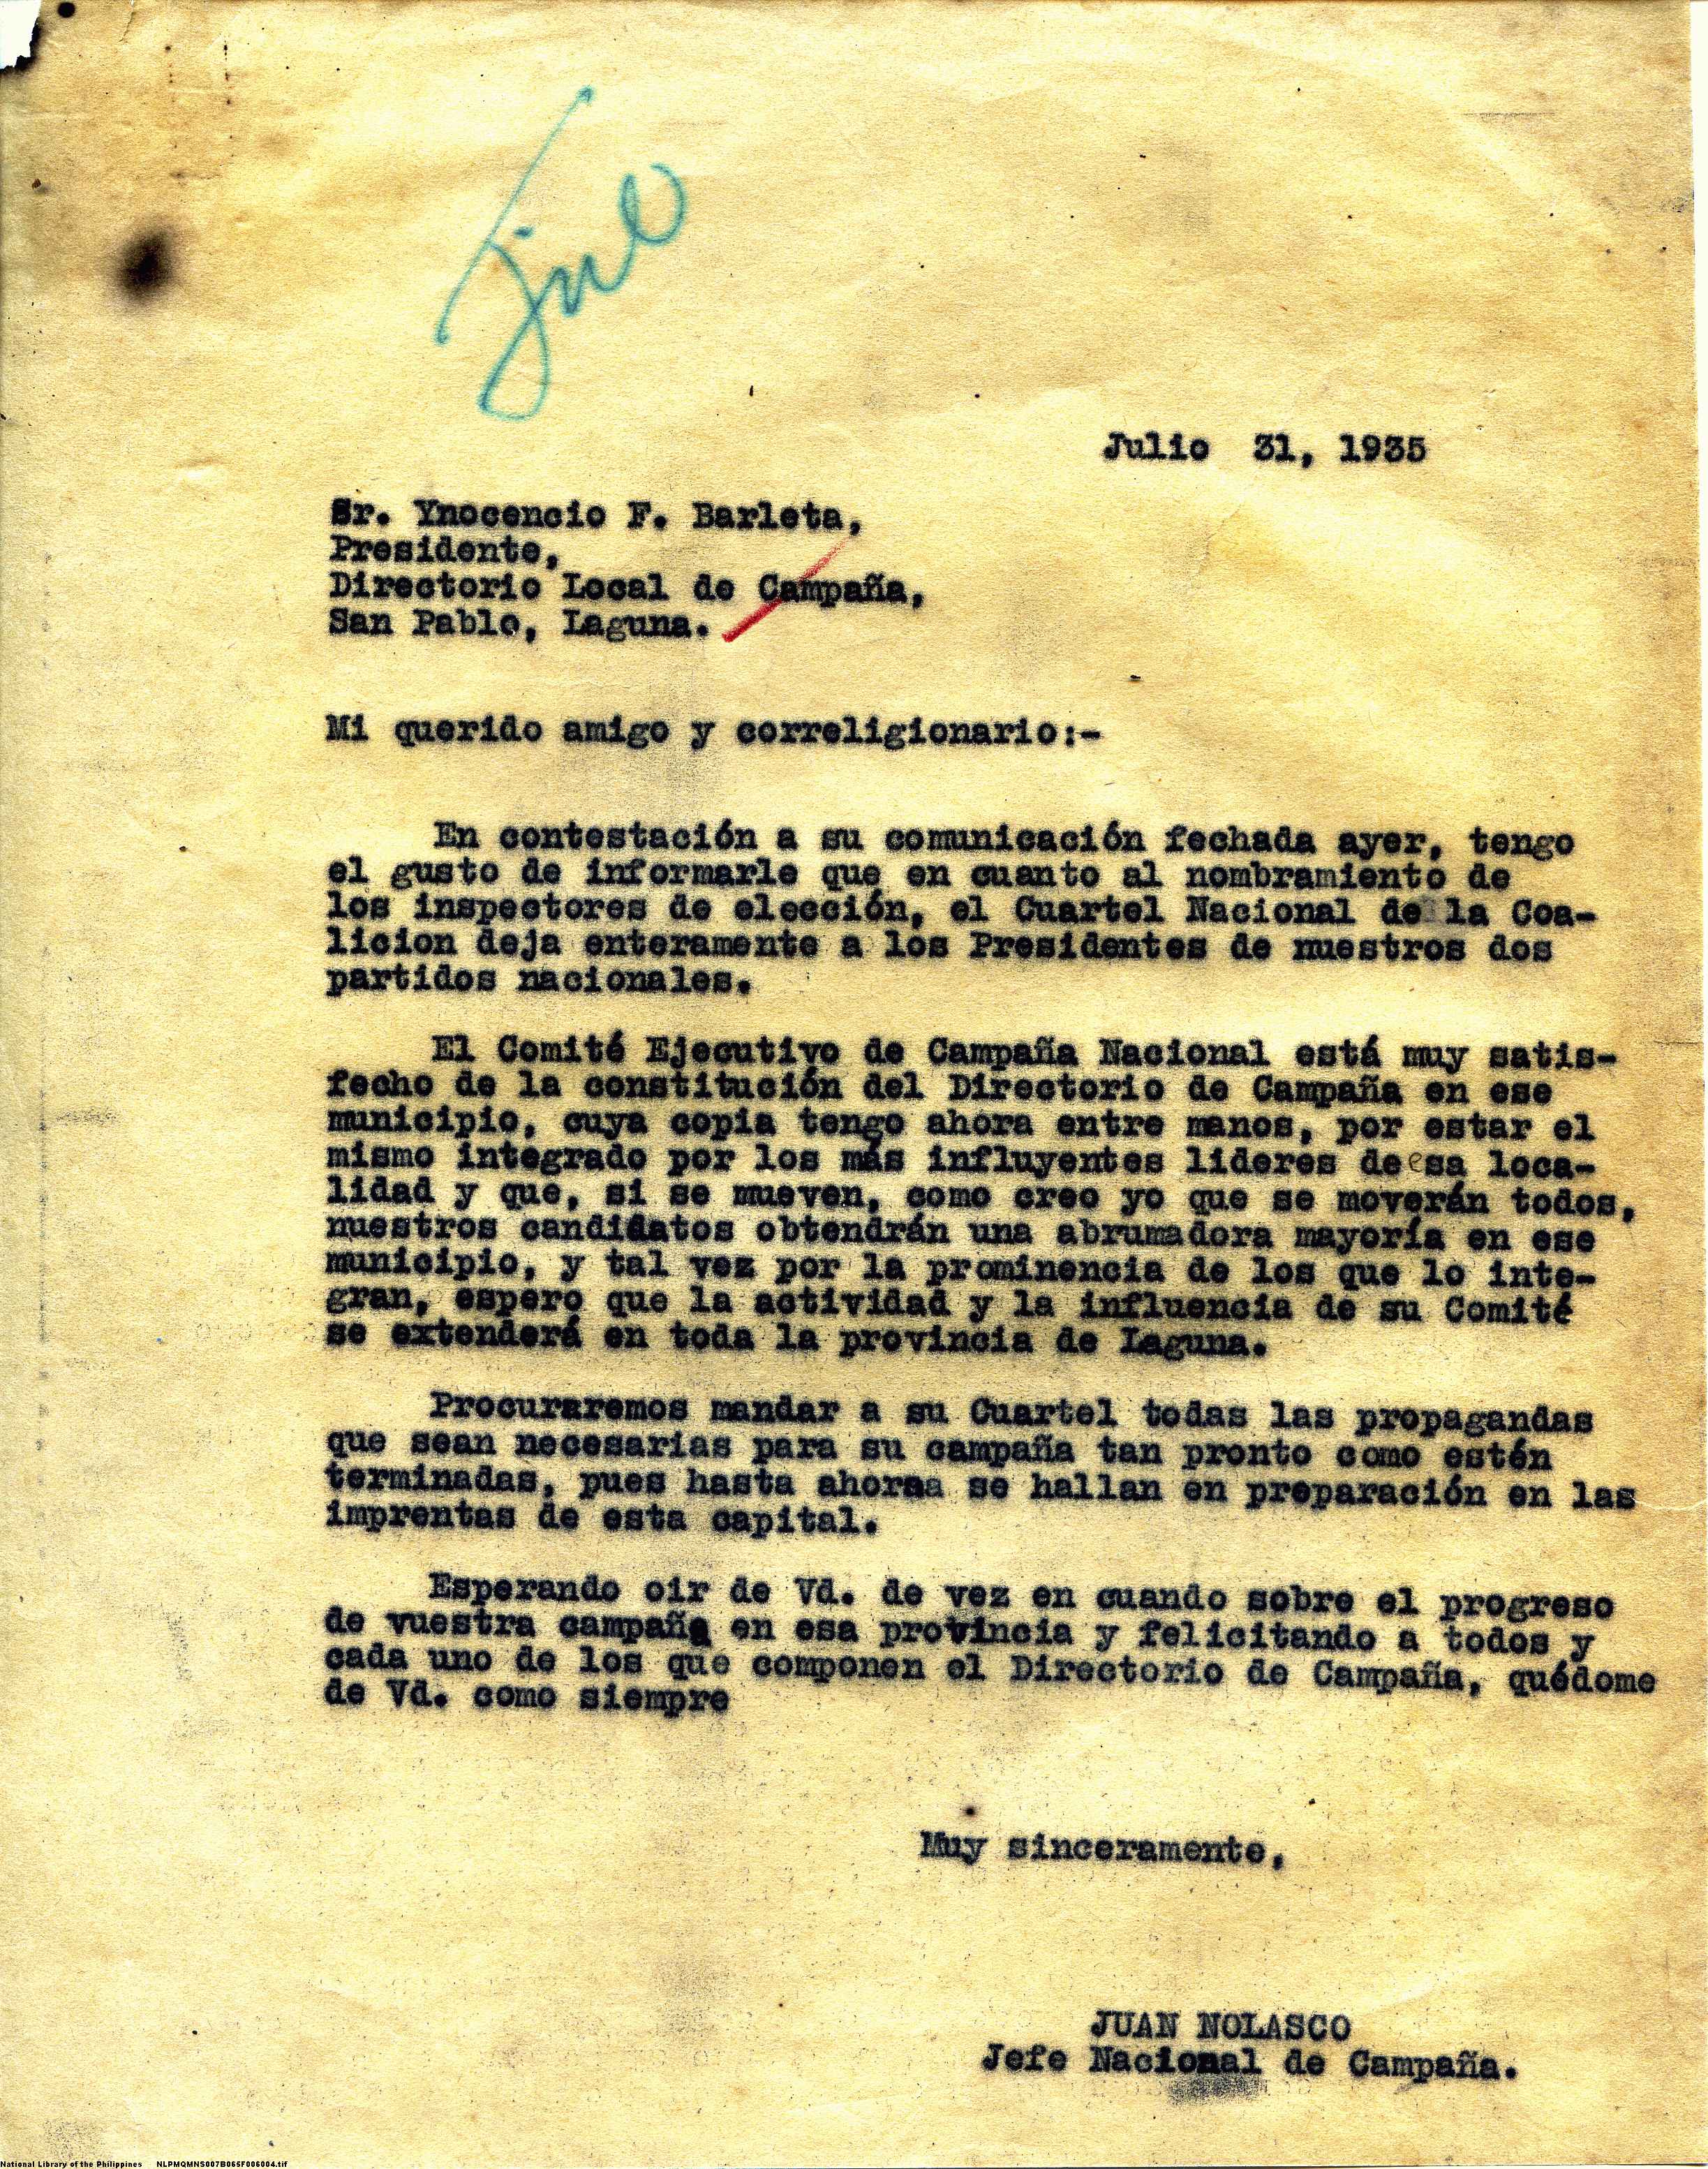 File
Julio 31, 1935
Sr. Ynocencio F. Barleta,
Presidente,
Directorio Local de Campaña,
San Pablo, Laguna.
Mi querido amigo y correligionario:-
En contestación a su comunicación fechada ayer, tengo
el gusto de informarle que en cuanto al nombramiento de
los inspectores de elección, el Cuartel Nacional de la Coa-
licion deja enteramente a los Presidentes de nuestros dos
partidos nacionales.
El Comité Ejecutivo de Campaña Nacional está muy satis-
fecho de la constitución del Directorio de Campaña en ese
municipio, cuya copia tengo ahora entre manos, por estar el
mismo integrado por los más influyentes lideres de esa loca-
lidad y que, si se mueven, como creo yo que se moverán todos,
nuestros candidatos obtendrán una abrumadora mayoría en ese
municipio, y tal vez por la prominencia de los que lo inte-
gran, espero que la actividad y la influencia de su Comité
se extenderá en toda la provincia de Laguna.
Procuraremos mandar a su Cuartel todas las propagandas
que sean necesarias para su campaña tan pronto como estén
terminadas, pues hasta ahoraa se hallan en preparación en las
imprentas de esta capital.
Esperando oir de Vd. de vez en cuando sobre el progreso
de vuestra campaña en esa provincia y felicitando a todos y
cada uno de los que componen el Directorio de Campaña, quédome
de Vd. como siempre
Muy sinceramente,
JUAN NOLASCO
Jefe Nacional de Campaña.
National Library of the Philippines NLPMQMNS007B065F006004.tif